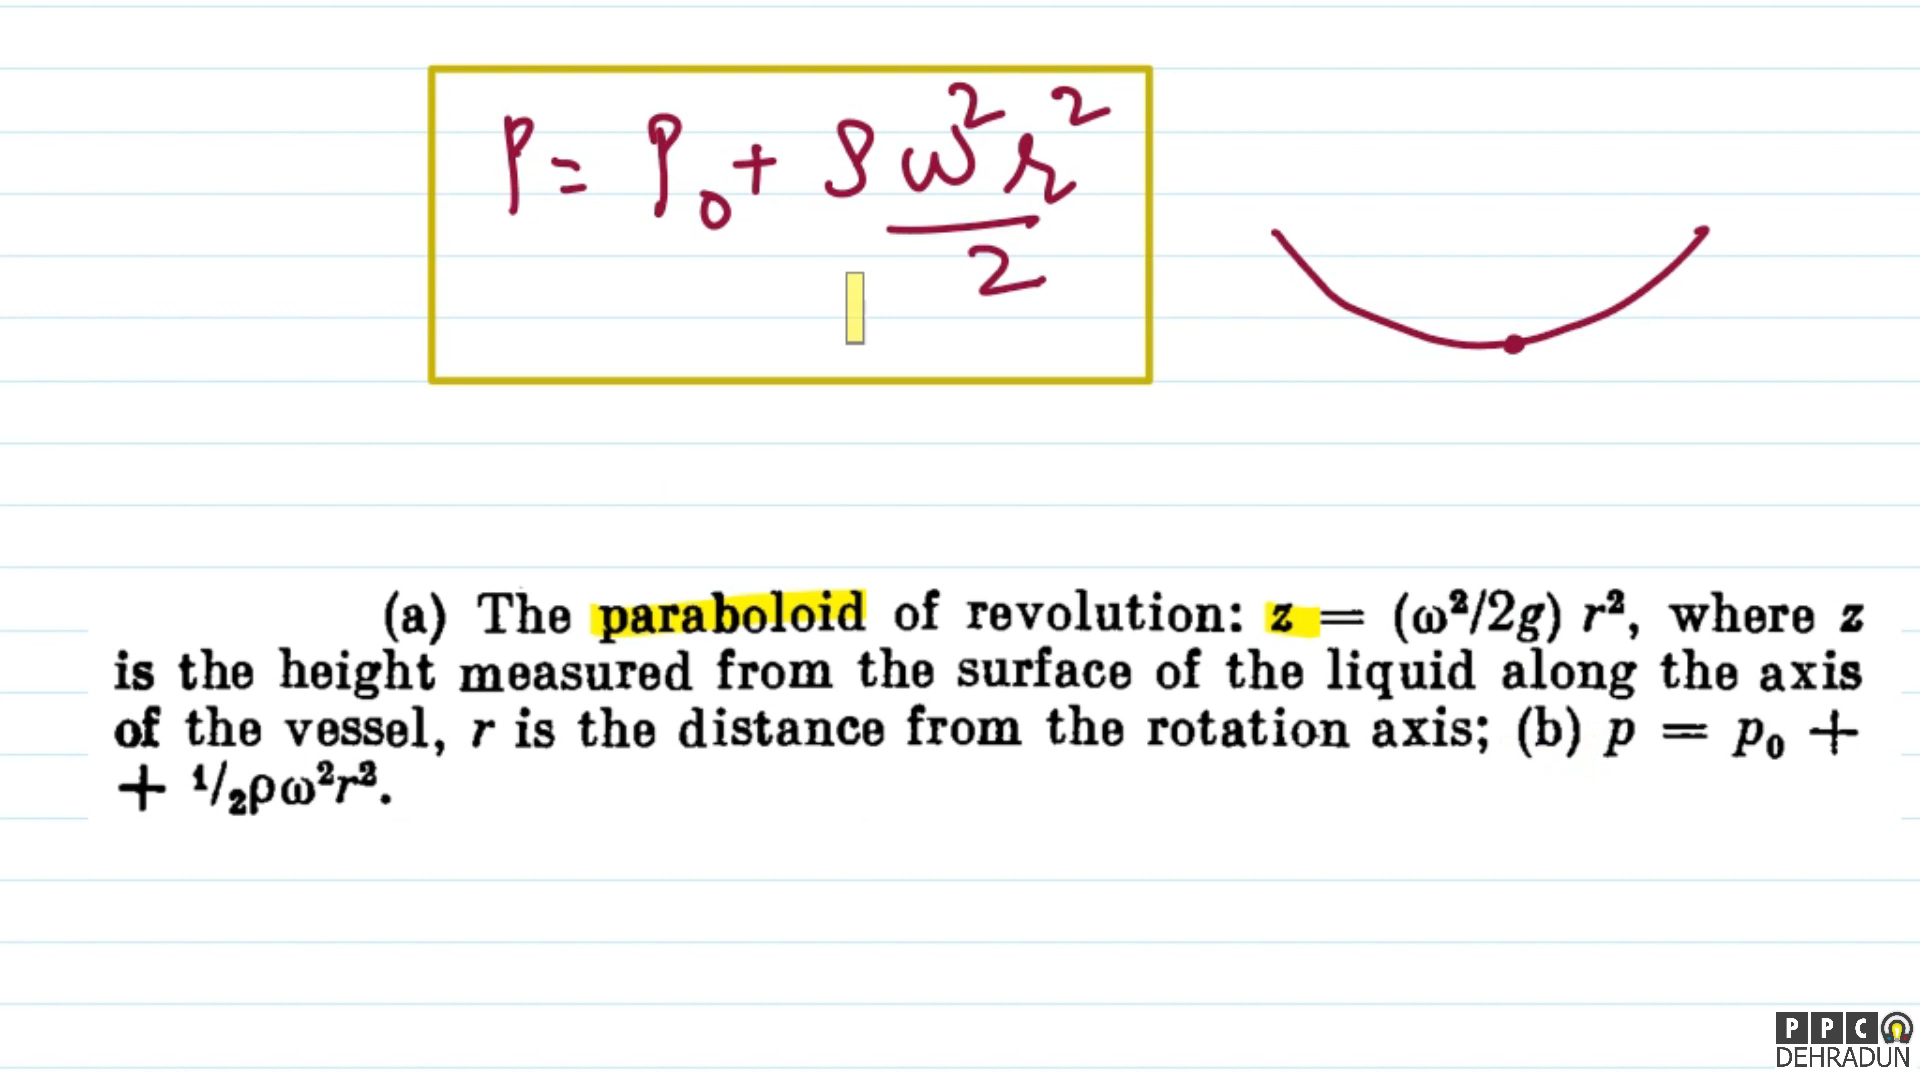 P = P₀ + ρω²r²/2
(a) The paraboloid of revolution: z = (ω²/2g) r², where z
is the height measured from the surface of the liquid along the axis
of the vessel, r is the distance from the rotation axis; (b) p = p₀ +
+ ¹/₂ρω²r².
PPC
DEHRADUN